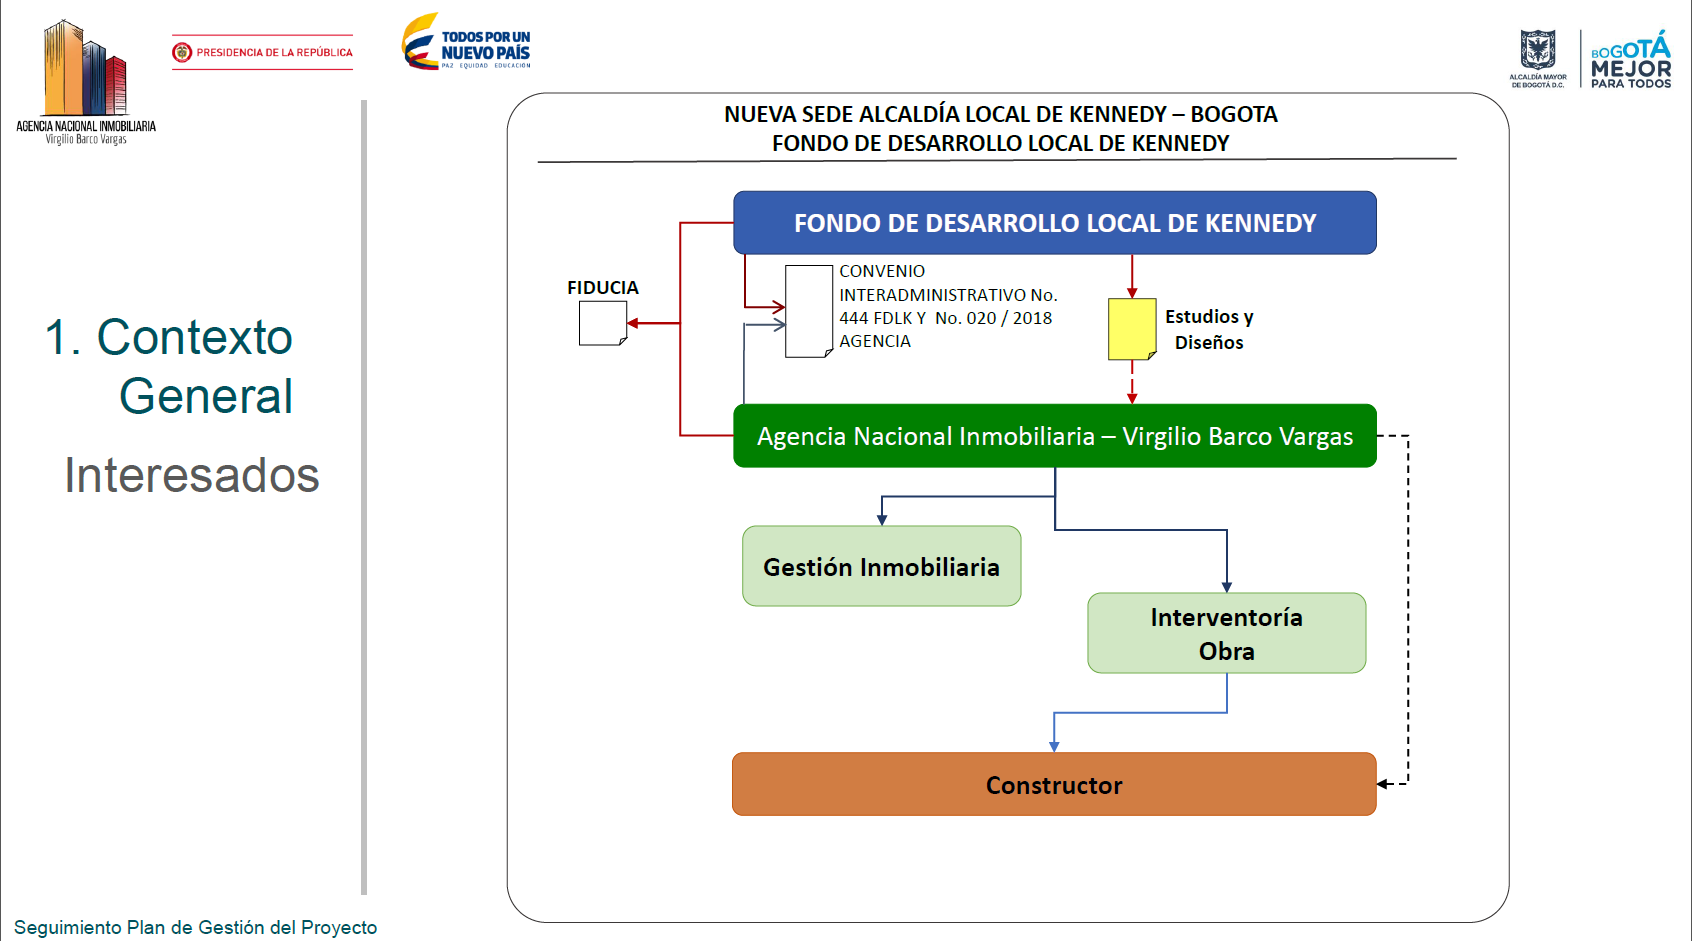 AGENCIA NACIONAL INMOBILIARIA
Virgilio Barco Vargas
PRESIDENCIA DE LA REPÚBLICA
TODOS POR UN
NUEVO PAÍS
PAZ EQUIDAD EDUCACIÓN
ALCALDÍA MAYOR
DE BOGOTÁ D.C.
BOGOTÁ
MEJOR
PARA TODOS
1. Contexto
General
Interesados
NUEVA SEDE ALCALDÍA LOCAL DE KENNEDY – BOGOTA
FONDO DE DESARROLLO LOCAL DE KENNEDY
FONDO DE DESARROLLO LOCAL DE KENNEDY
FIDUCIA
CONVENIO
INTERADMINISTRATIVO No.
444 FDLK Y No. 020 / 2018
AGENCIA
Estudios y
Diseños
Agencia Nacional Inmobiliaria – Virgilio Barco Vargas
Gestión Inmobiliaria
Interventoría
Obra
Constructor
Seguimiento Plan de Gestión del Proyecto